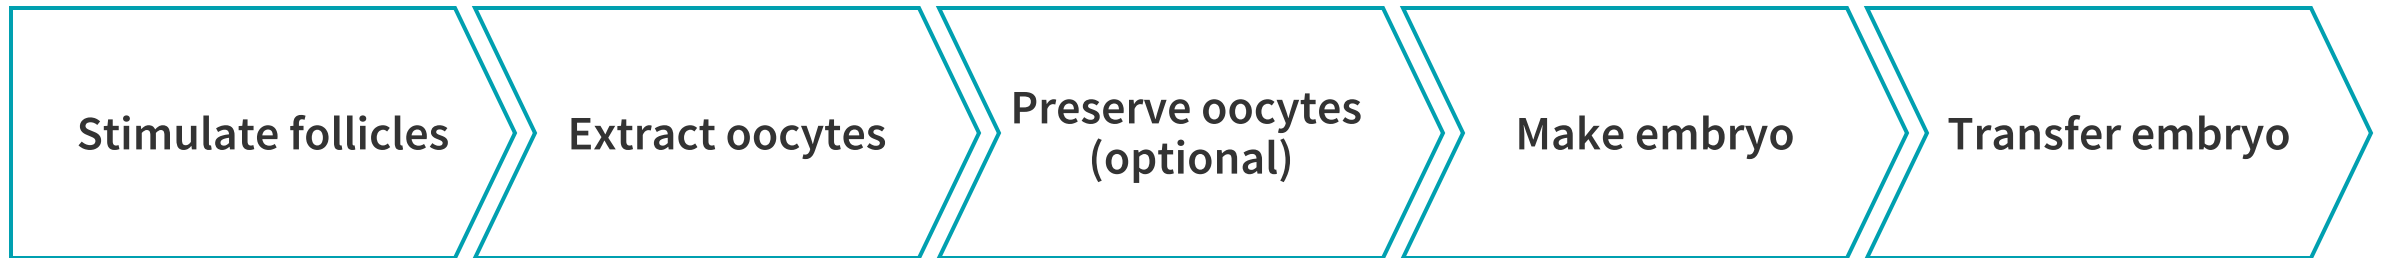 Stimulate follicles
Extract oocytes
Preserve oocytes
(optional)
Make embryo
Transfer embryo